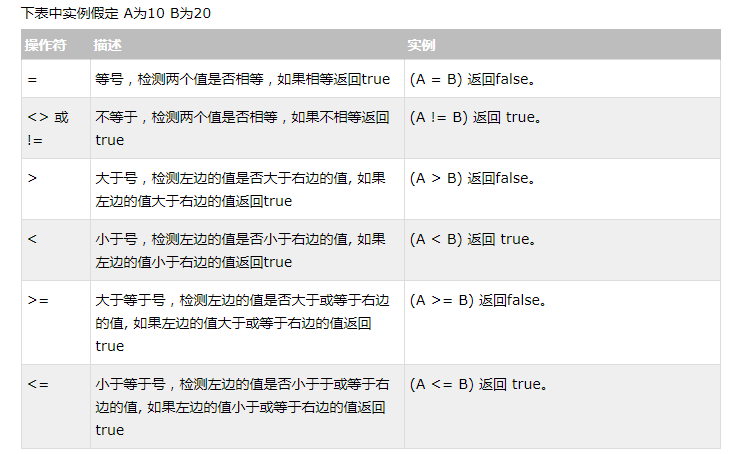 下表中实例假定 A为10 B为20
操作符 描述 实例
= 等号，检测两个值是否相等，如果相等返回true (A = B) 返回false。
<> 或 不等于，检测两个值是否相等，如果不相等返回 (A != B) 返回 true。
!= true
> 大于号，检测左边的值是否大于右边的值, 如果 (A > B) 返回false。
左边的值大于右边的值返回true
< 小于号，检测左边的值是否小于右边的值, 如果 (A < B) 返回 true。
左边的值小于右边的值返回true
>= 大于等于号，检测左边的值是否大于或等于右边 (A >= B) 返回false。
的值, 如果左边的值大于或等于右边的值返回
true
<= 小于等于号，检测左边的值是否小于于或等于右 (A <= B) 返回 true。
边的值, 如果左边的值小于或等于右边的值返回
true